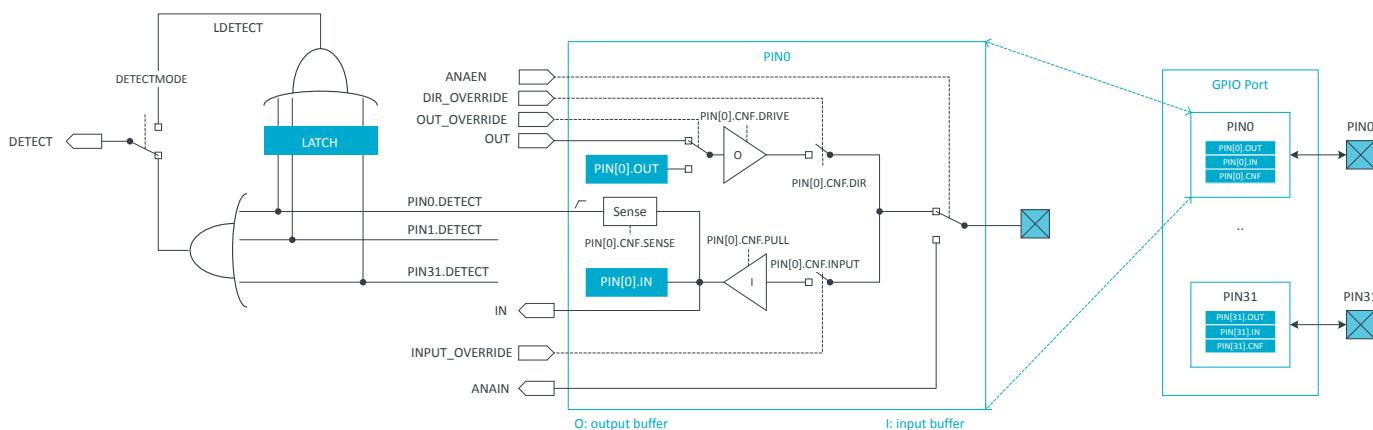 LDETECT
DETECTMODE
DETECT
LATCH
PIN0.DETECT
PIN1.DETECT
PIN31.DETECT
PIN0
ANAEN
DIR_OVERRIDE
OUT_OVERRIDE
OUT
PIN[0].CNF.DRIVE
O
PIN[0].OUT
PIN[0].CNF.DIR
Sense
PIN[0].CNF.SENSE
PIN[0].CNF.PULL
PIN[0].CNF.INPUT
PIN[0].IN
I
IN
INPUT_OVERRIDE
ANAIN
O: output buffer
I: input buffer
GPIO Port
PIN0
PIN[0].OUT
PIN[0].IN
PIN[0].CNF
PIN0
..
PIN31
PIN[31].OUT
PIN[31].IN
PIN[31].CNF
PIN31